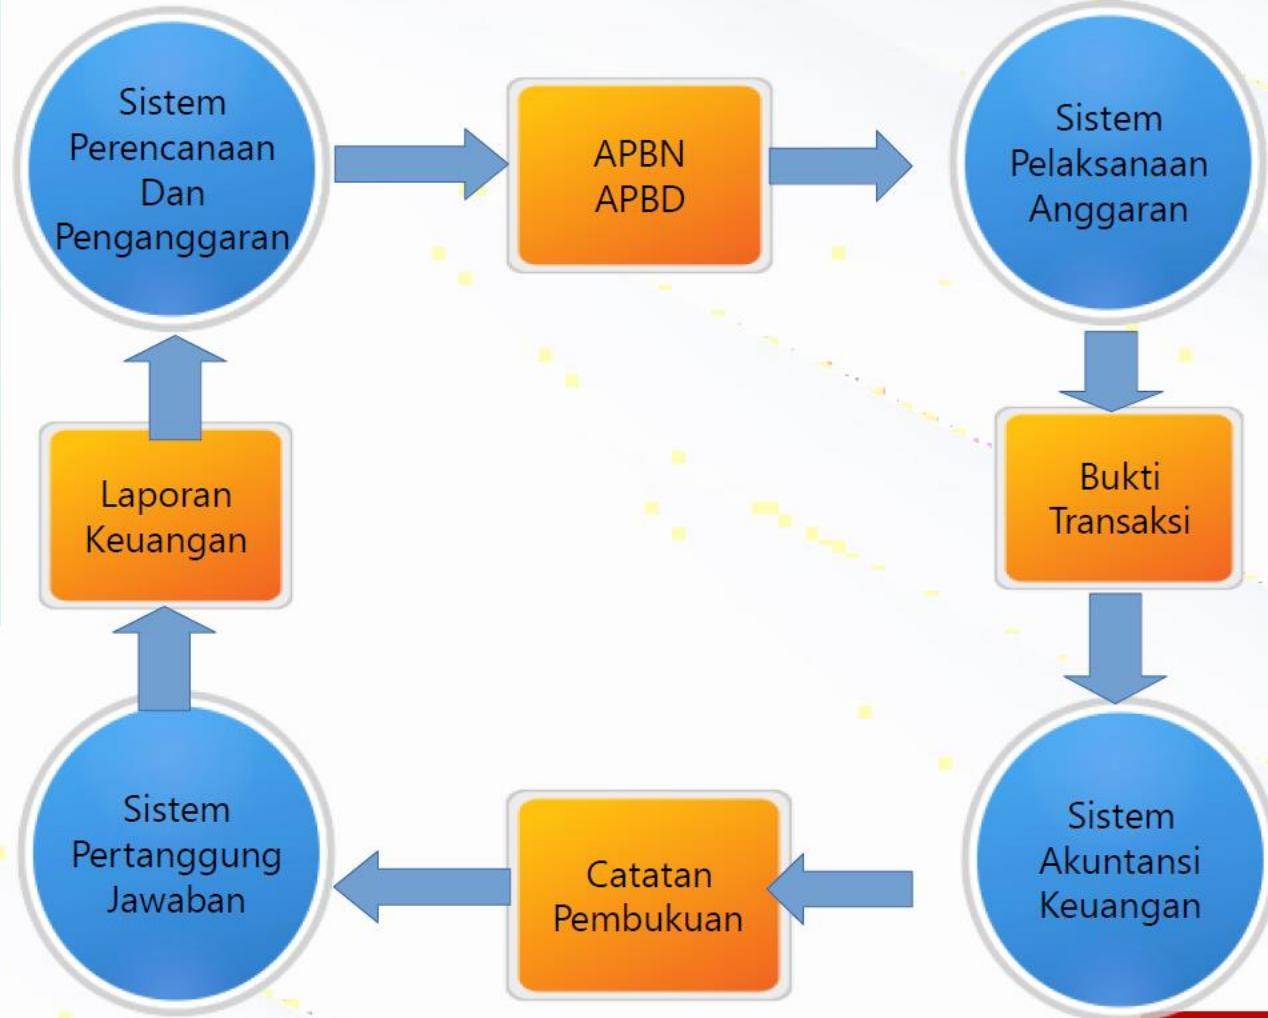 Sistem
Perencanaan
Dan
Penganggaran
APBN
APBD
Sistem
Pelaksanaan
Anggaran
Bukti
Transaksi
Sistem
Akuntansi
Keuangan
Catatan
Pembukuan
Sistem
Pertanggung
Jawaban
Laporan
Keuangan